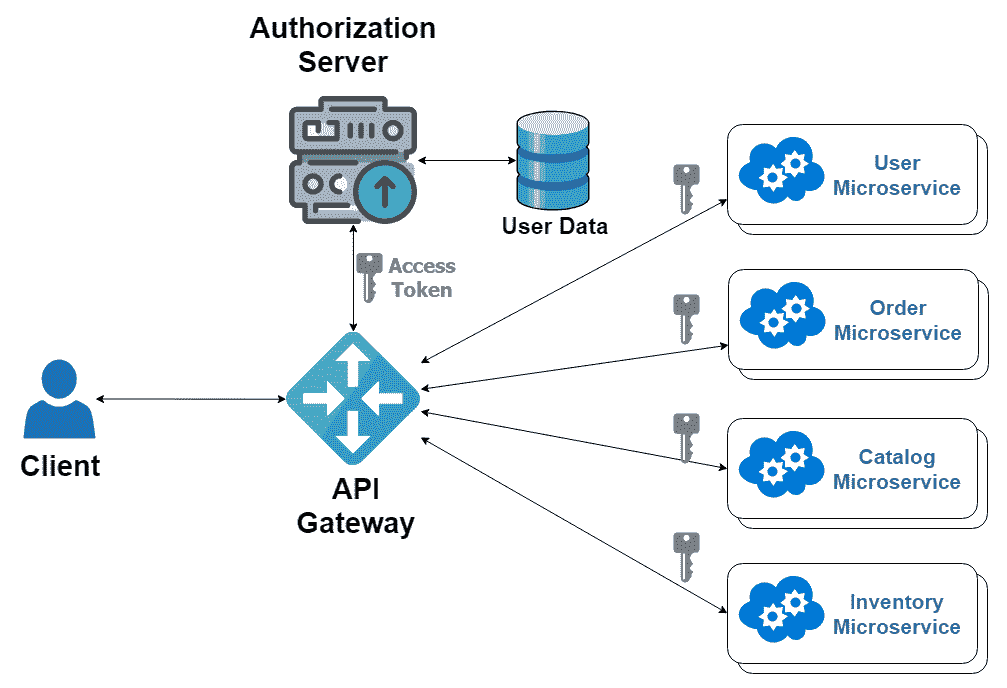 Authorization
Server
User Data
Access
Token
Client
API
Gateway
User
Microservice
Order
Microservice
Catalog
Microservice
Inventory
Microservice